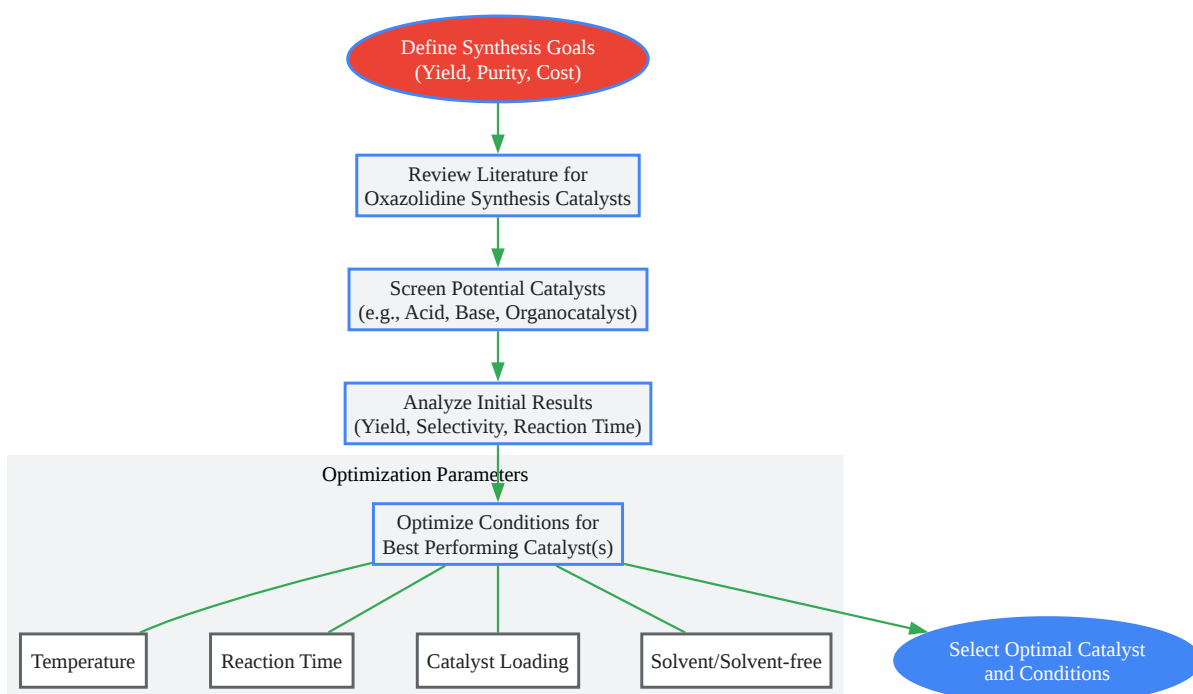 Define Synthesis Goals
(Yield, Purity, Cost)
Review Literature for
Oxazolidine Synthesis Catalysts
Screen Potential Catalysts
(e.g., Acid, Base, Organocatalyst)
Analyze Initial Results
(Yield, Selectivity, Reaction Time)
Optimization Parameters
Optimize Conditions for
Best Performing Catalyst(s)
Temperature
Reaction Time
Catalyst Loading
Solvent/Solvent-free
Select Optimal Catalyst
and Conditions